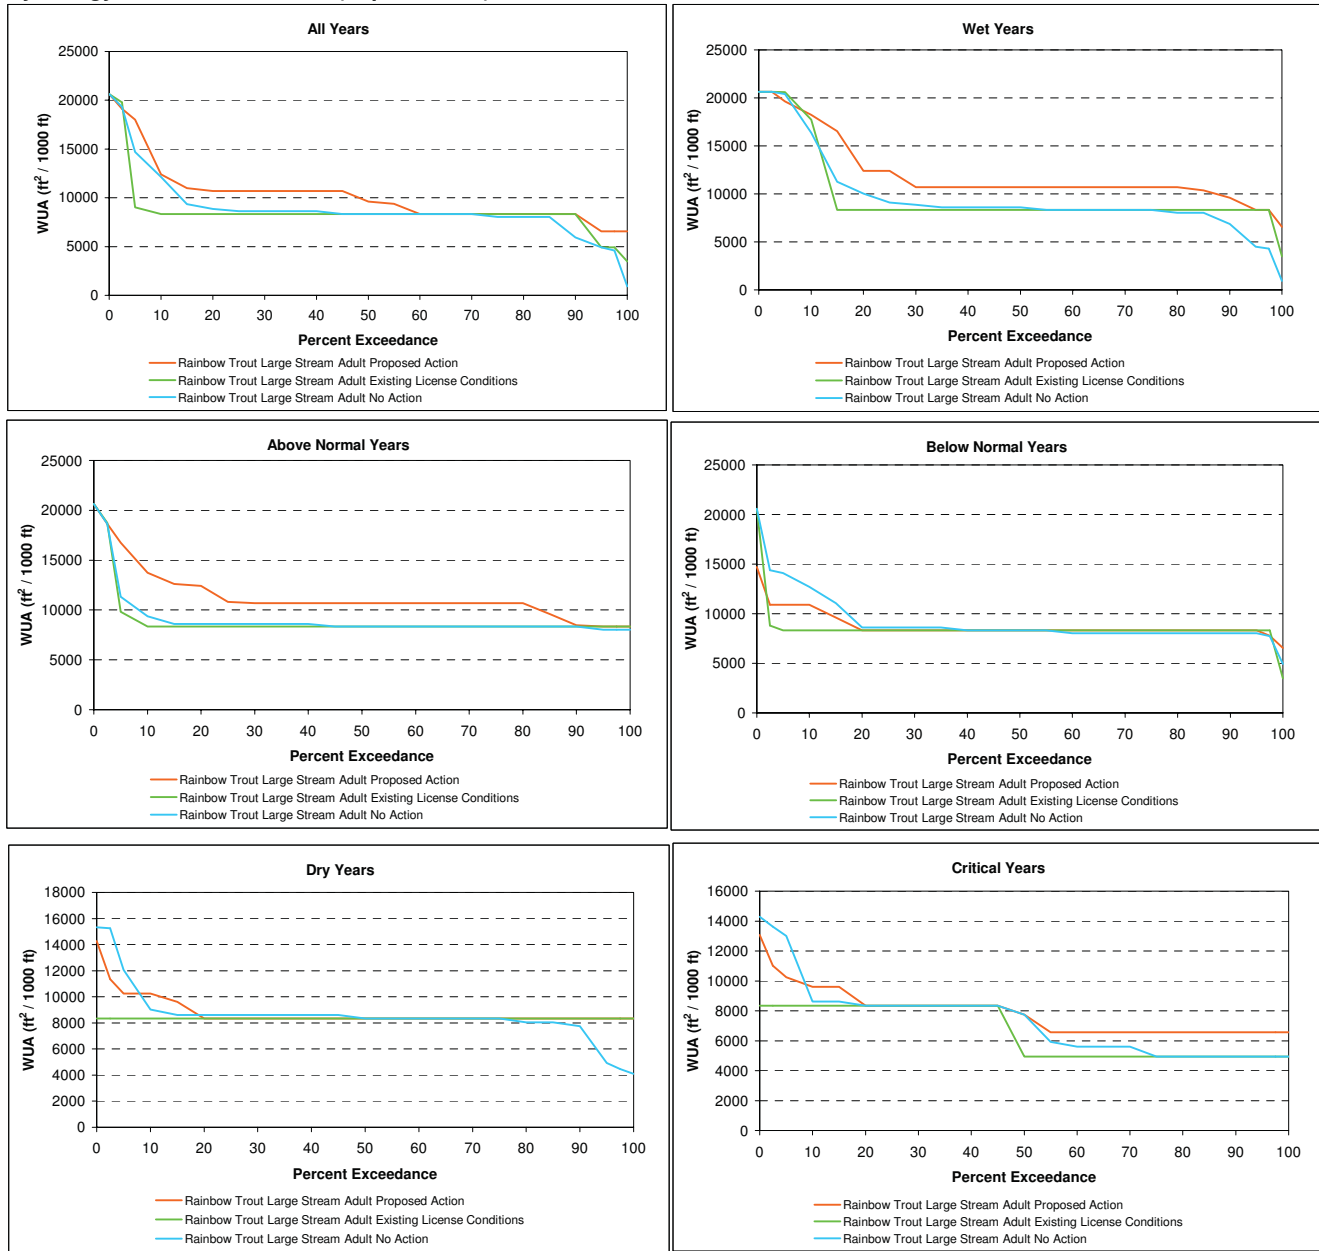 All Years
25000
20000
15000
10000
5000
0
WUA (ft² / 1000 ft)
0 10 20 30 40 50 60 70 80 90 100
Percent Exceedance
Rainbow Trout Large Stream Adult Proposed Action
Rainbow Trout Large Stream Adult Existing License Conditions
Rainbow Trout Large Stream Adult No Action
Wet Years
25000
20000
15000
10000
5000
0
WUA (ft² / 1000 ft)
0 10 20 30 40 50 60 70 80 90 100
Percent Exceedance
Rainbow Trout Large Stream Adult Proposed Action
Rainbow Trout Large Stream Adult Existing License Conditions
Rainbow Trout Large Stream Adult No Action
Above Normal Years
25000
20000
15000
10000
5000
0
WUA (ft² / 1000 ft)
0 10 20 30 40 50 60 70 80 90 100
Percent Exceedance
Rainbow Trout Large Stream Adult Proposed Action
Rainbow Trout Large Stream Adult Existing License Conditions
Rainbow Trout Large Stream Adult No Action
Below Normal Years
25000
20000
15000
10000
5000
0
WUA (ft² / 1000 ft)
0 10 20 30 40 50 60 70 80 90 100
Percent Exceedance
Rainbow Trout Large Stream Adult Proposed Action
Rainbow Trout Large Stream Adult Existing License Conditions
Rainbow Trout Large Stream Adult No Action
Dry Years
18000
16000
14000
12000
10000
8000
6000
4000
2000
0
WUA (ft² / 1000 ft)
0 10 20 30 40 50 60 70 80 90 100
Percent Exceedance
Rainbow Trout Large Stream Adult Proposed Action
Rainbow Trout Large Stream Adult Existing License Conditions
Rainbow Trout Large Stream Adult No Action
Critical Years
16000
14000
12000
10000
8000
6000
4000
2000
0
WUA (ft² / 1000 ft)
0 10 20 30 40 50 60 70 80 90 100
Percent Exceedance
Rainbow Trout Large Stream Adult Proposed Action
Rainbow Trout Large Stream Adult Existing License Conditions
Rainbow Trout Large Stream Adult No Action